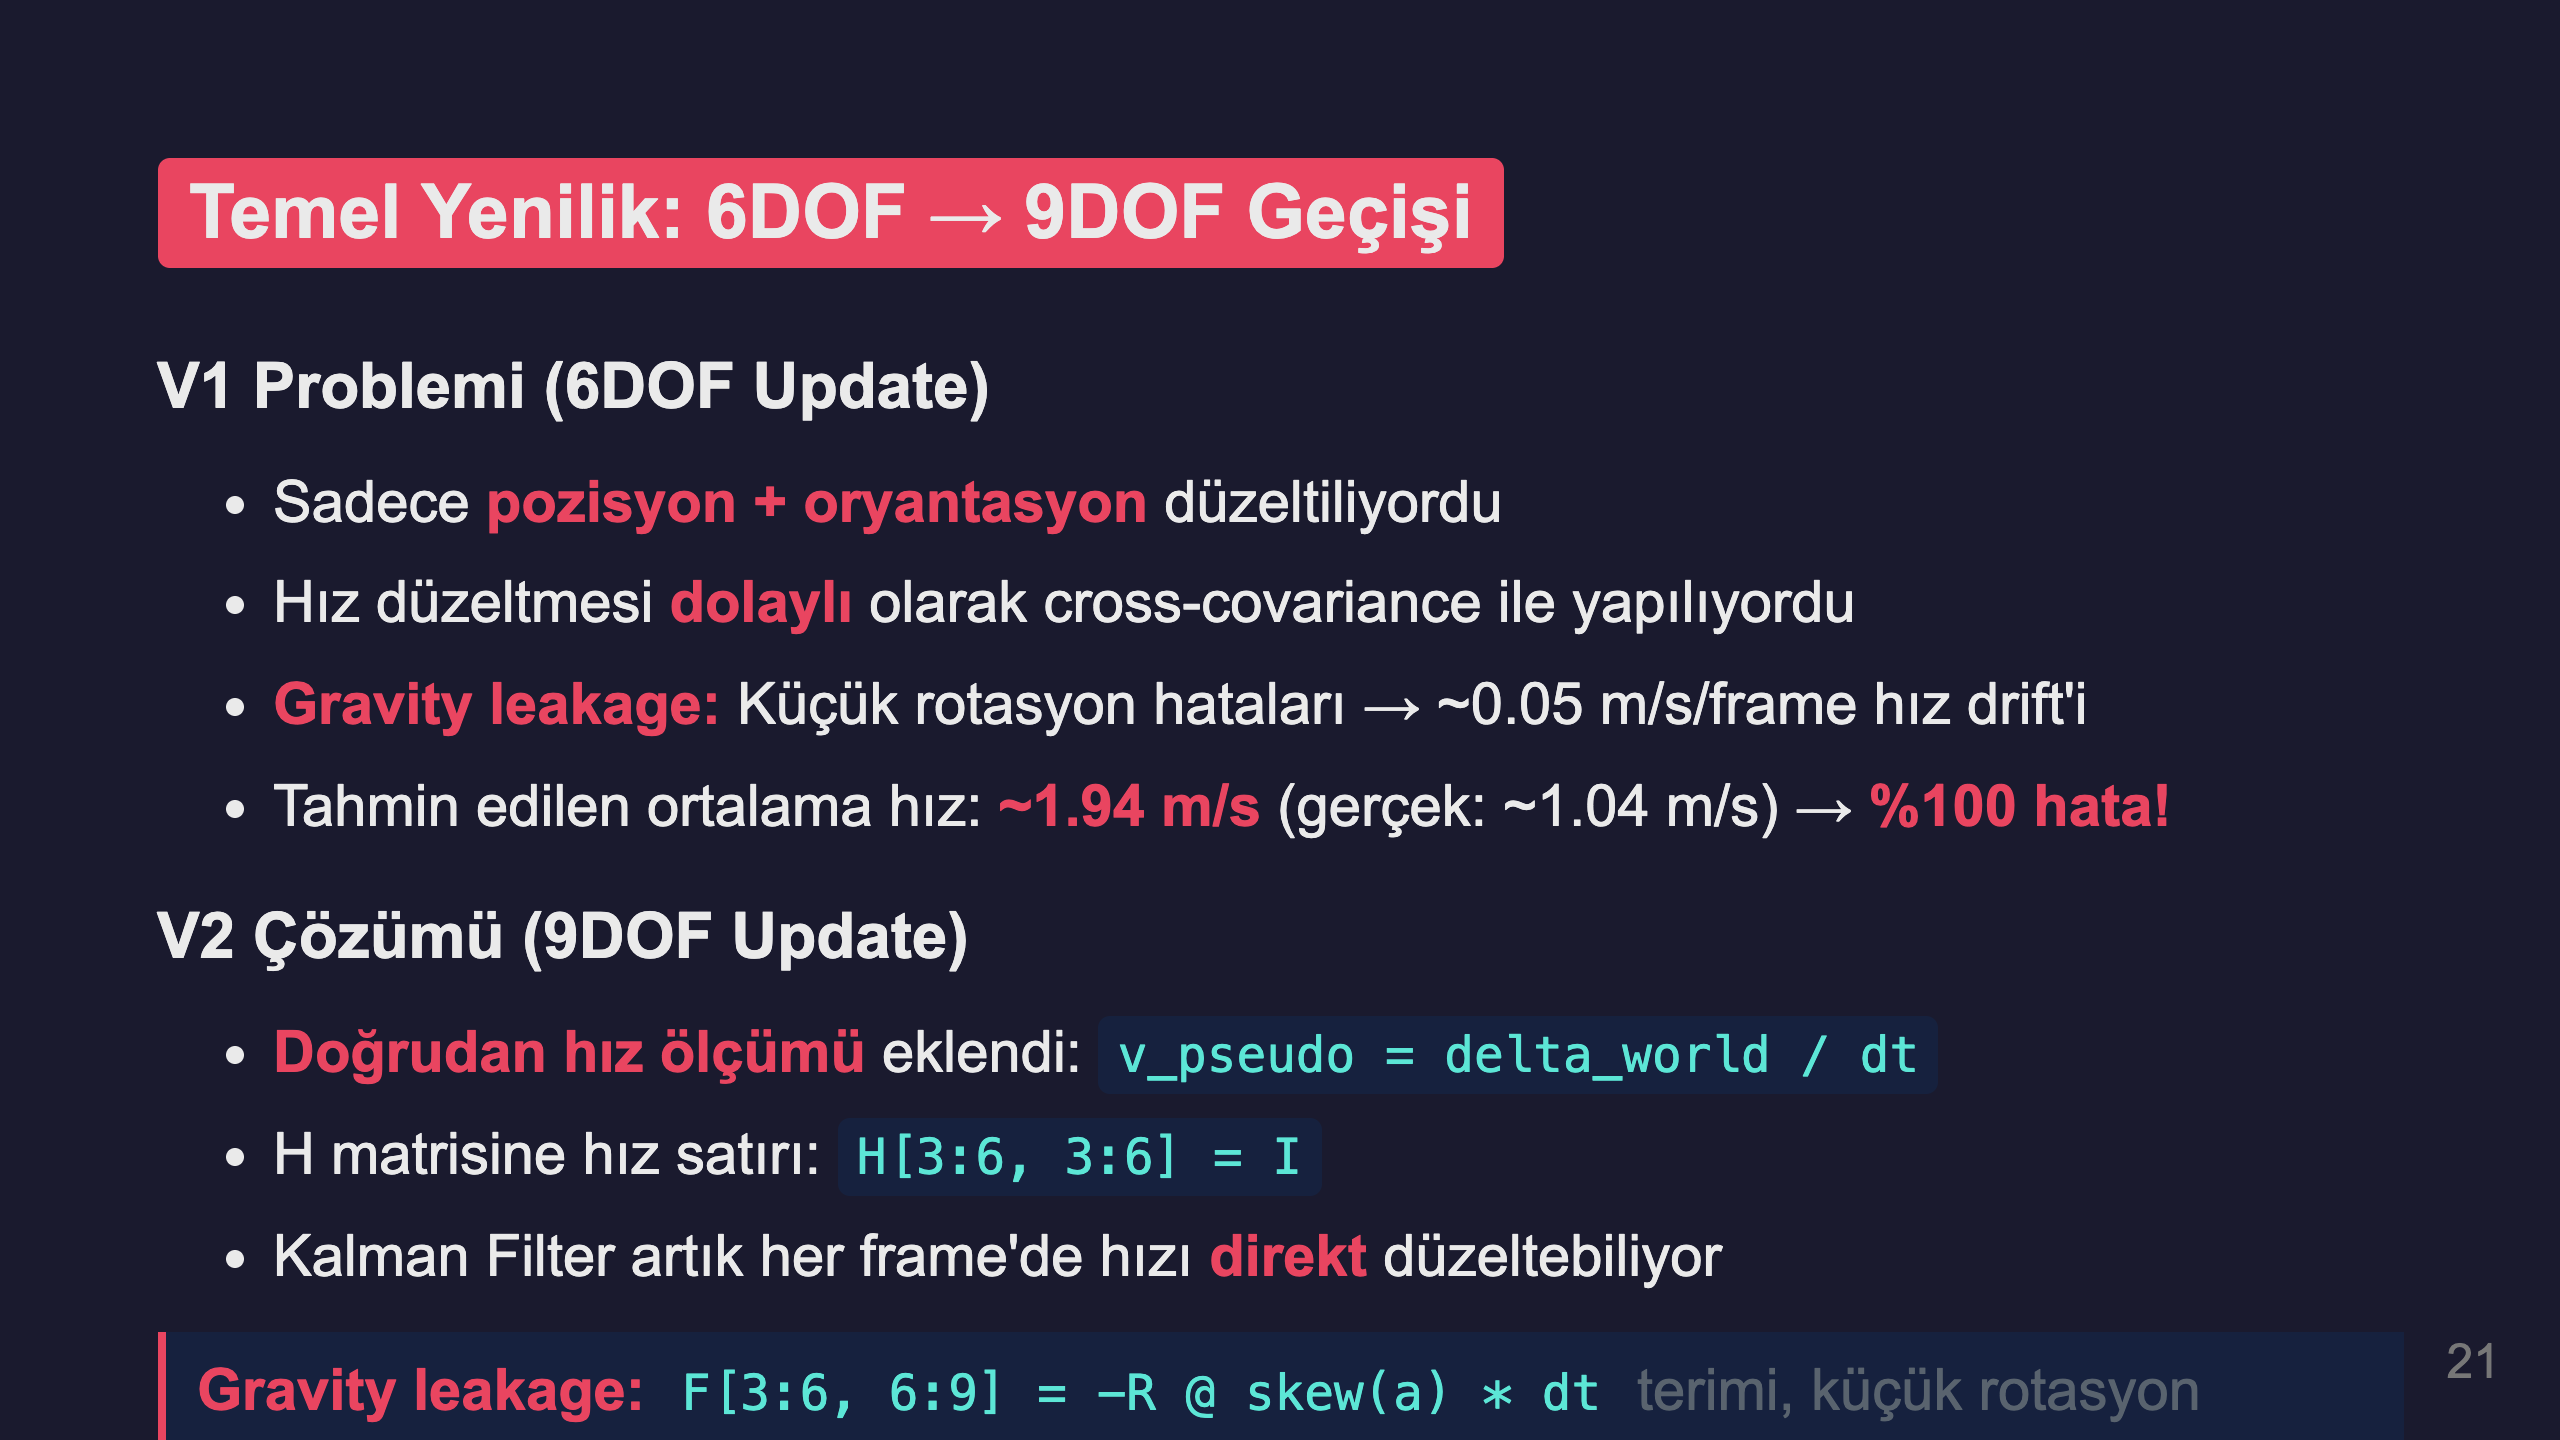 Temel Yenilik: 6DOF → 9DOF Geçişi
V1 Problemi (6DOF Update)
• Sadece pozisyon + oryantasyon düzeltiliyordu
• Hız düzeltmesi dolaylı olarak cross-covariance ile yapılıyordu
• Gravity leakage: Küçük rotasyon hataları → ~0.05 m/s/frame hız drift'i
• Tahmin edilen ortalama hız: ~1.94 m/s (gerçek: ~1.04 m/s) → %100 hata!
V2 Çözümü (9DOF Update)
• Doğrudan hız ölçümü eklendi: v_pseudo = delta_world / dt
• H matrisine hız satırı: H[3:6, 3:6] = I
• Kalman Filter artık her frame'de hızı direkt düzeltebiliyor
Gravity leakage: F[3:6, 6:9] = −R @ skew(a) * dt terimi, küçük rotasyon
21